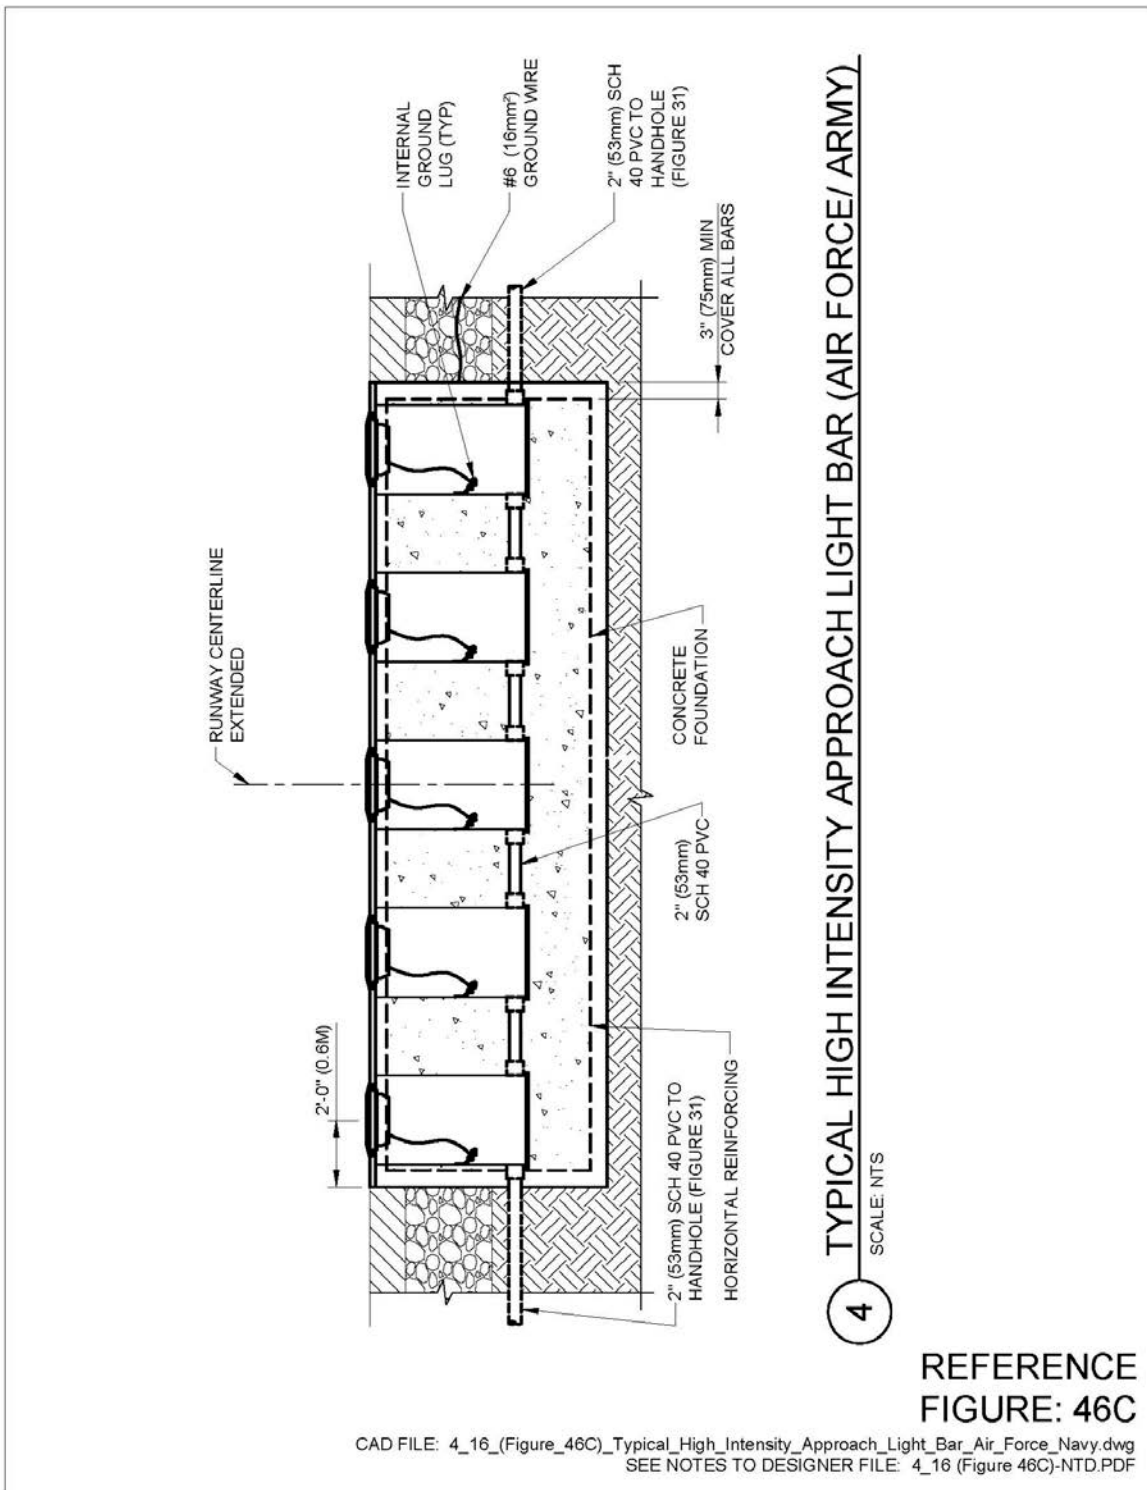 RUNWAY CENTERLINE
EXTENDED
2'-0" (0.6M)
INTERNAL
GROUND
LUG (TYP)
#6 (16mm²)
GROUND WIRE
2" (53mm) SCH
40 PVC TO
HANDHOLE
(FIGURE 31)
3" (75mm) MIN
COVER ALL BARS
CONCRETE
FOUNDATION
2" (53mm)
SCH 40 PVC
2" (53mm) SCH 40 PVC TO
HANDHOLE (FIGURE 31)
HORIZONTAL REINFORCING
4
TYPICAL HIGH INTENSITY APPROACH LIGHT BAR (AIR FORCE/ ARMY)
SCALE: NTS
REFERENCE
FIGURE: 46C
CAD FILE: 4_16_(Figure_46C)_Typical_High_Intensity_Approach_Light_Bar_Air_Force_Navy.dwg
SEE NOTES TO DESIGNER FILE: 4_16 (Figure 46C)-NTD.PDF